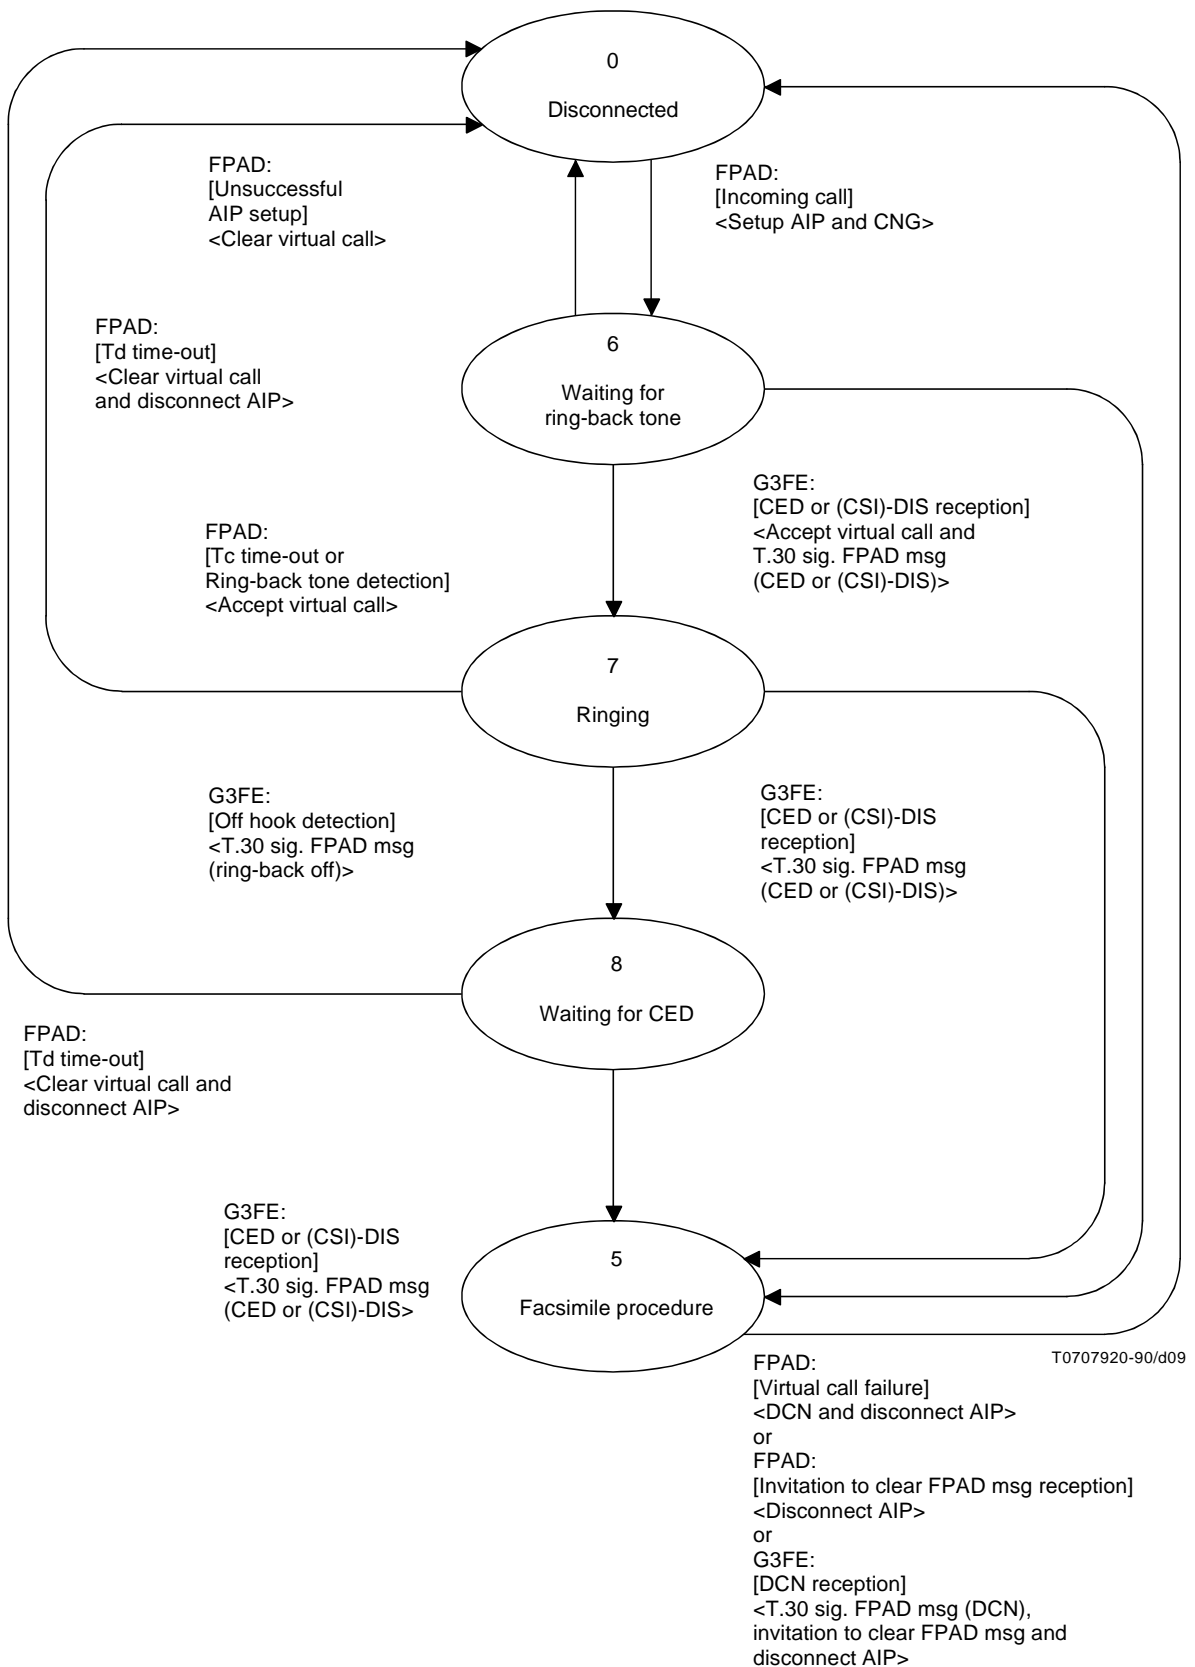 0
Disconnected
FPAD:
[Unsuccessful
AIP setup]
<Clear virtual call>
FPAD:
[Incoming call]
<Setup AIP and CNG>
FPAD:
[Td time-out]
<Clear virtual call
and disconnect AIP>
6
Waiting for
ring-back tone
G3FE:
[CED or (CSI)-DIS reception]
<Accept virtual call and
T.30 sig. FPAD msg
(CED or (CSI)-DIS)>
FPAD:
[Tc time-out or
Ring-back tone detection]
<Accept virtual call>
7
Ringing
G3FE:
[Off hook detection]
<T.30 sig. FPAD msg
(ring-back off)>
G3FE:
[CED or (CSI)-DIS
reception]
<T.30 sig. FPAD msg
(CED or (CSI)-DIS)>
8
Waiting for CED
FPAD:
[Td time-out]
<Clear virtual call and
disconnect AIP>
G3FE:
[CED or (CSI)-DIS
reception]
<T.30 sig. FPAD msg
(CED or (CSI)-DIS>
5
Facsimile procedure
T0707920-90/d09
FPAD:
[Virtual call failure]
<DCN and disconnect AIP>
or
FPAD:
[Invitation to clear FPAD msg reception]
<Disconnect AIP>
or
G3FE:
[DCN reception]
<T.30 sig. FPAD msg (DCN),
invitation to clear FPAD msg and
disconnect AIP>